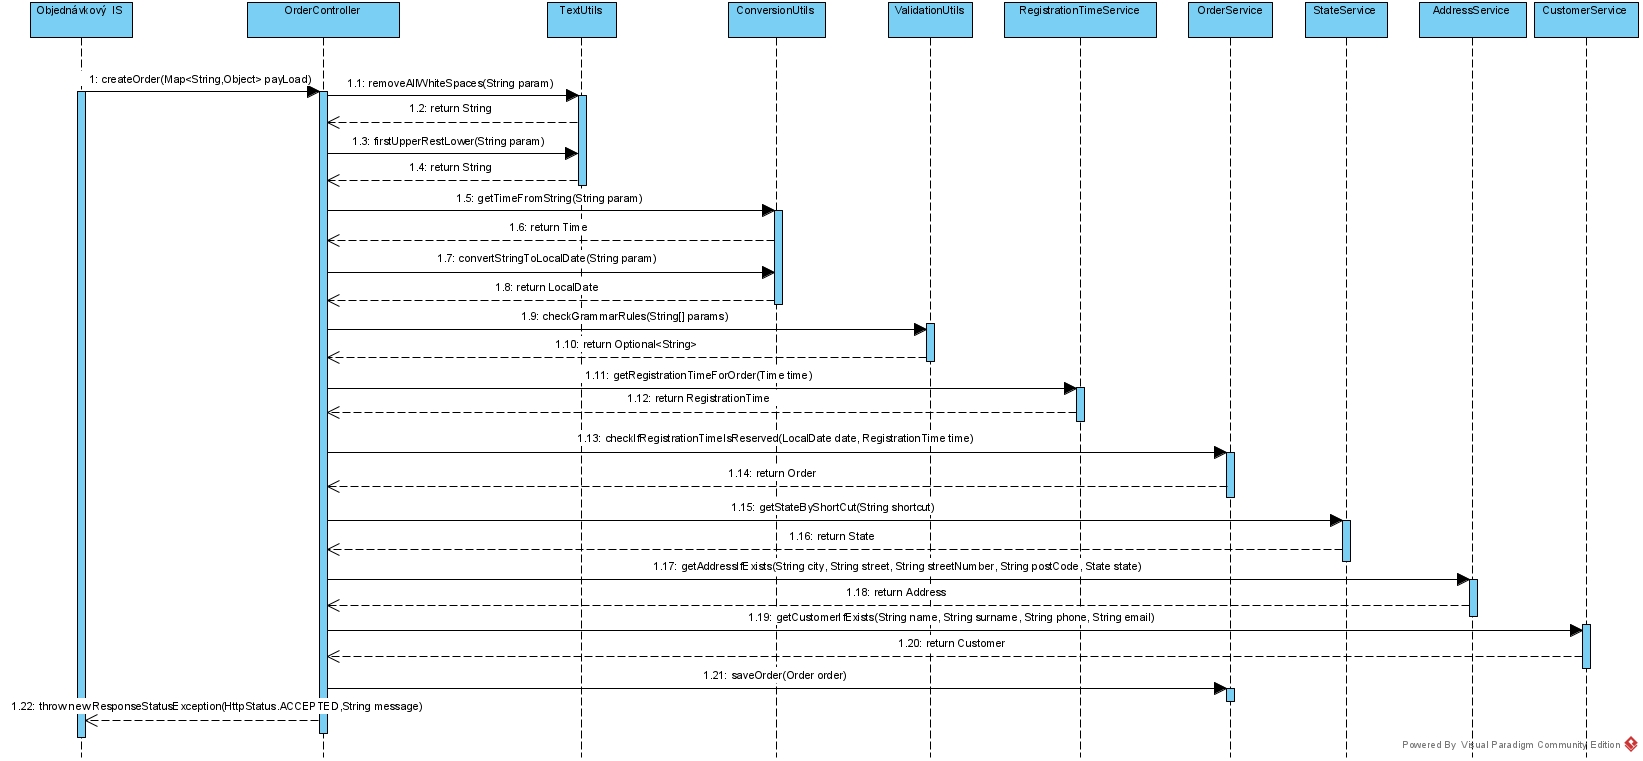 Objednávkový IS
OrderController
TextUtils
ConversionUtils
ValidationUtils
RegistrationTimeService
OrderService
StateService
AddressService
CustomerService
1: createOrder(Map<String,Object> payLoad)
1.1: removeAllWhiteSpaces(String param)
1.2: return String
1.3: firstUpperRestLower(String param)
1.4: return String
1.5: getTimeFromString(String param)
1.6: return Time
1.7: convertStringToLocalDate(String param)
1.8: return LocalDate
1.9: checkGrammarRules(String[] params)
1.10: return Optional<String>
1.11: getRegistrationTimeForOrder(Time time)
1.12: return RegistrationTime
1.13: checkIfRegistrationTimeIsReserved(LocalDate date, RegistrationTime time)
1.14: return Order
1.15: getStateByShortCut(String shortcut)
1.16: return State
1.17: getAddressIfExists(String city, String street, String streetNumber, String postCode, State state)
1.18: return Address
1.19: getCustomerIfExists(String name, String surname, String phone, String email)
1.20: return Customer
1.21: saveOrder(Order order)
1.22: throw new ResponseStatusException(HttpStatus.ACCEPTED,String message)
Powered By Visual Paradigm Community Edition